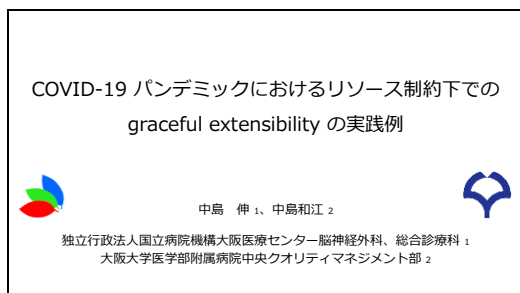 COVID-19 パンデミックにおけるリソース制約下での
graceful extensibility の実践例
中島　伸 1、中島和江 2
独立行政法人国立病院機構大阪医療センター脳神経外科、総合診療科 1
大阪大学医学部附属病院中央クオリティマネジメント部 2